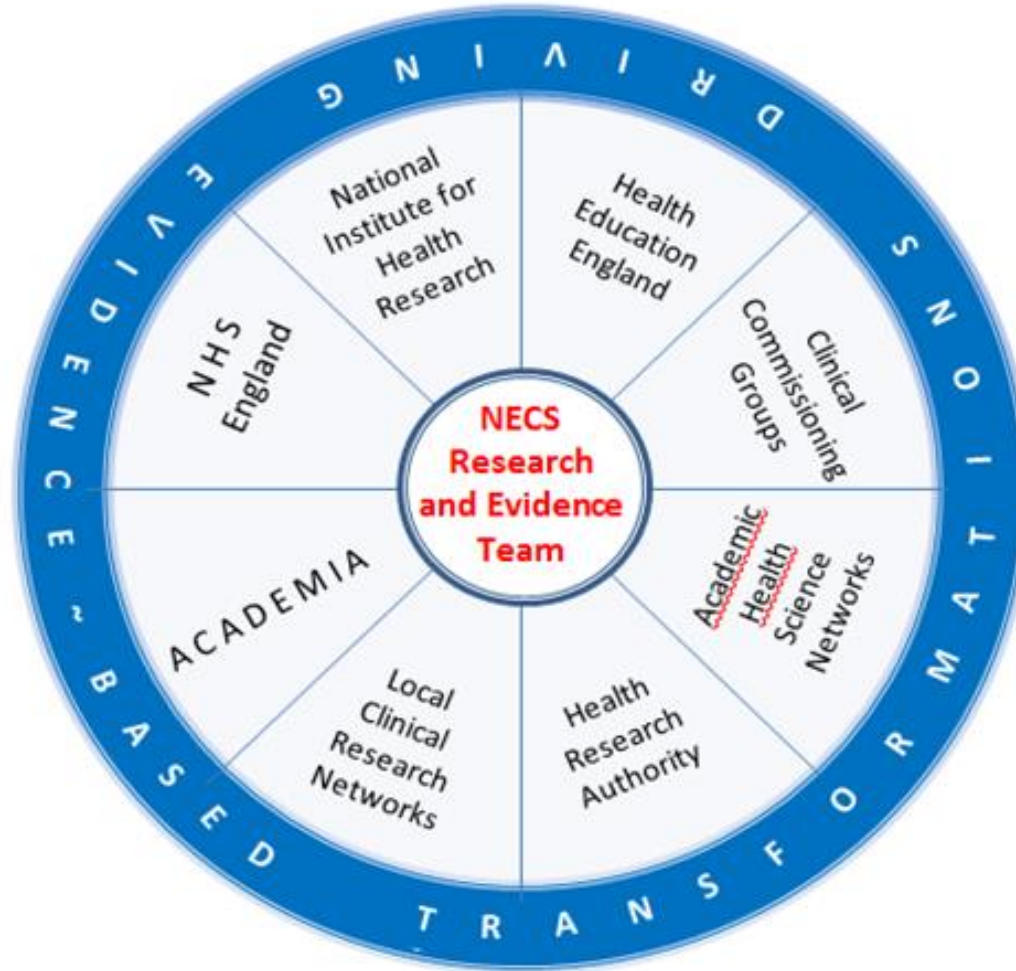 DRIVING EVIDENCE~BASED TRANSFORMATIONS
National
Institute for
Health
Research
Health
Education
England
Clinical
Commissioning
Groups
Academic
Health
Science
Networks
Health
Research
Authority
Local
Clinical
Research
Networks
ACADEMIA
NHS
England
NECS
Research
and Evidence
Team